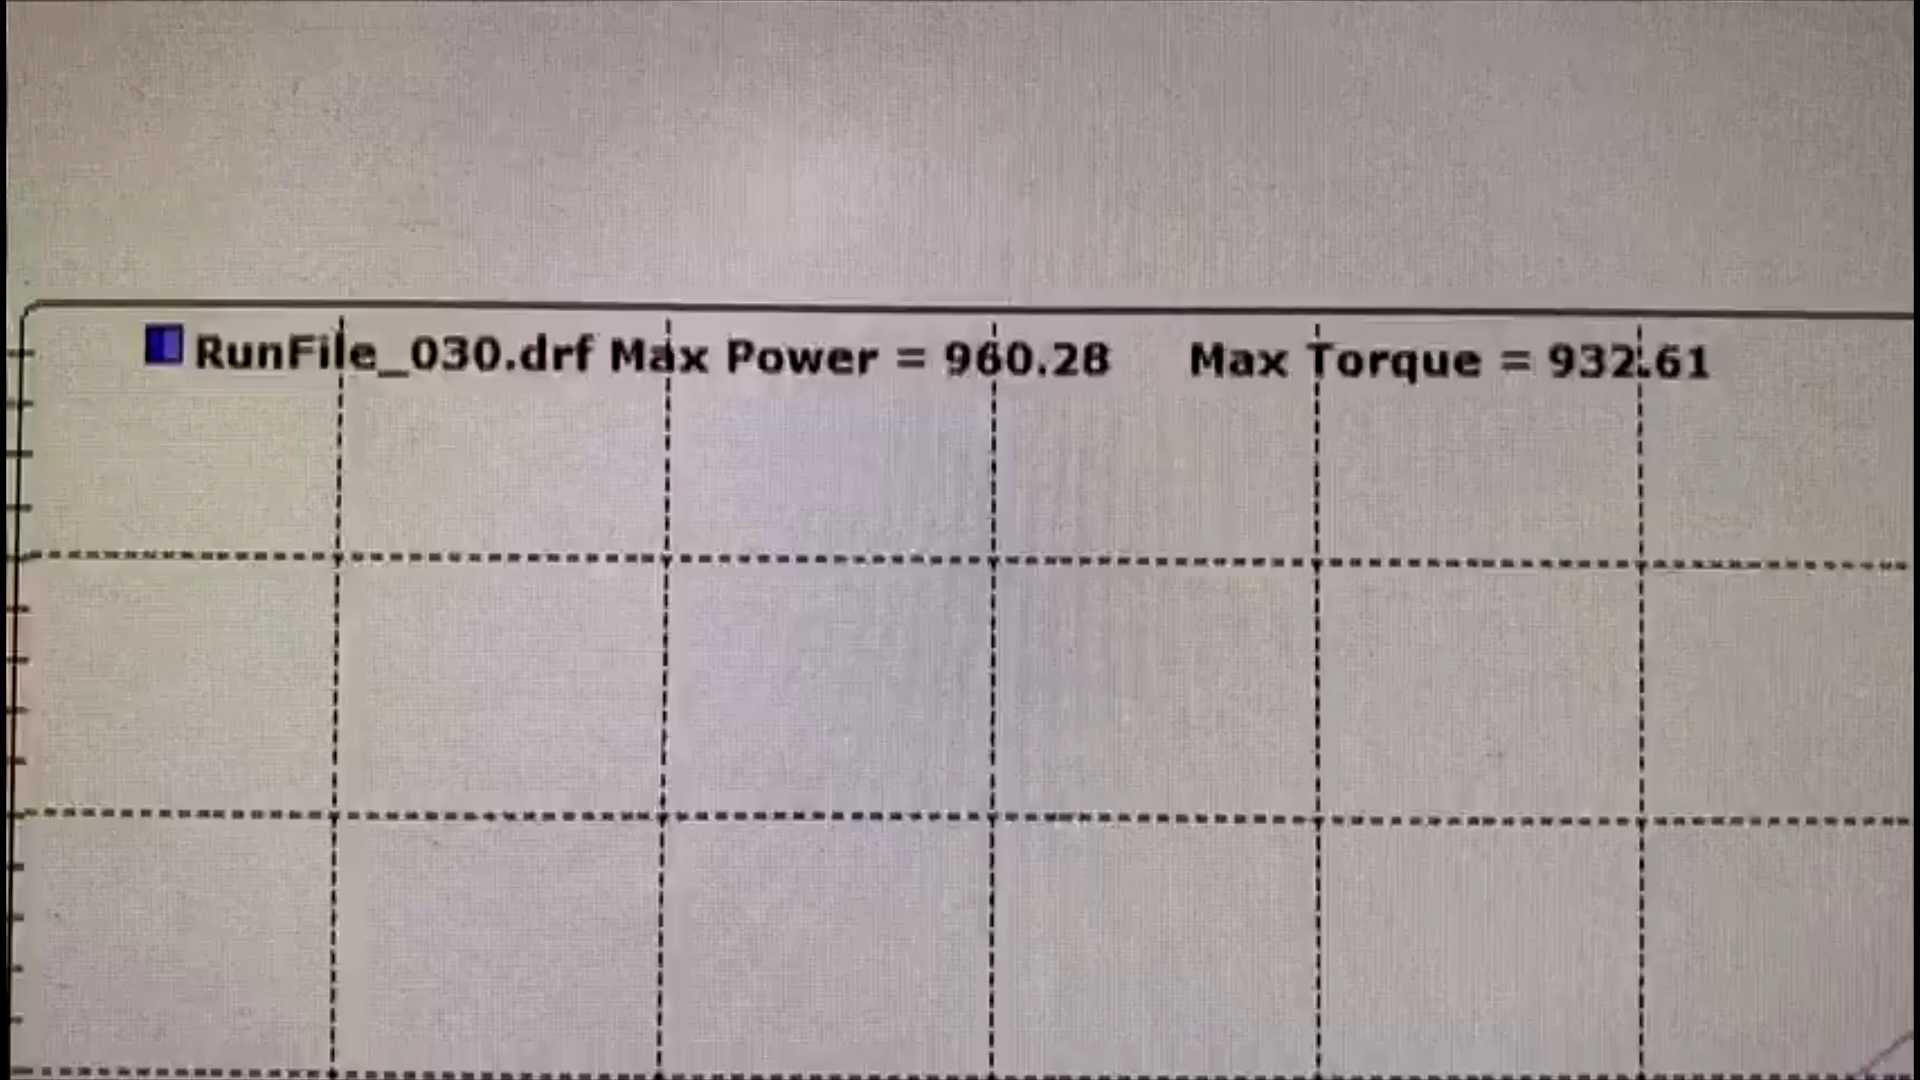 RunFile_030.drf Max Power = 960.28 Max Torque = 932.61